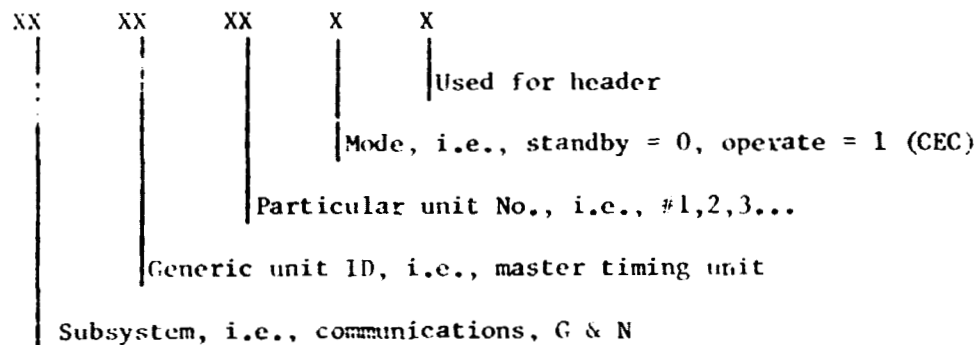 XX XX XX X X
Used for header
Mode, i.e., standby = 0, operate = 1 (CEC)
Particular unit No., i.e., #1,2,3...
Generic unit ID, i.e., master timing unit
Subsystem, i.e., communications, G & N